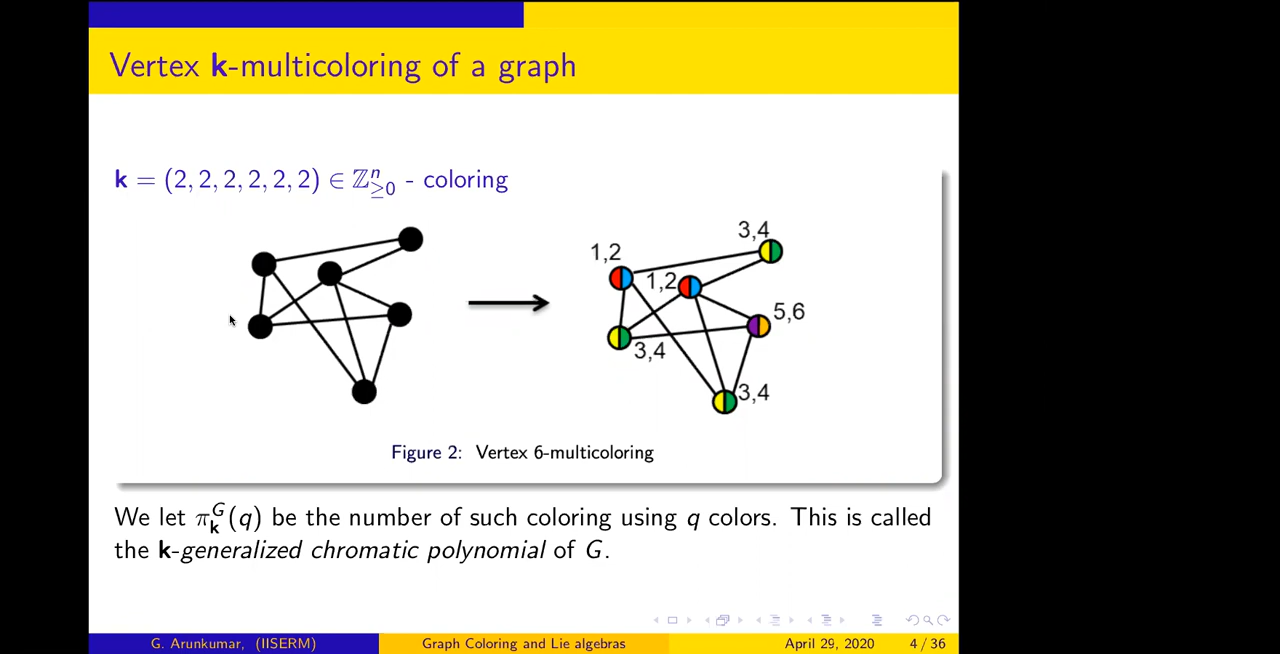 Vertex k-multicoloring of a graph
k = (2, 2, 2, 2, 2, 2) ∈ ℤⁿ≥0 - coloring
3,4
1,2
1,2
5,6
3,4
3,4
Figure 2: Vertex 6-multicoloring
We let π_k^G(q) be the number of such coloring using q colors. This is called
the k-generalized chromatic polynomial of G.
G. Arunkumar, (IISERM) Graph Coloring and Lie algebras April 29, 2020 4 / 36